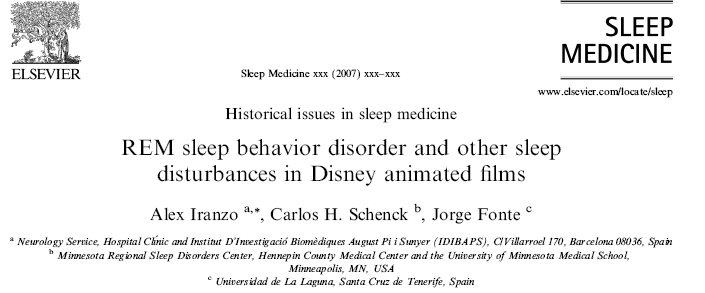 ELSEVIER
SLEEP
MEDICINE
Sleep Medicine xxx (2007) xxx–xxx
www.elsevier.com/locate/sleep
Historical issues in sleep medicine
REM sleep behavior disorder and other sleep
disturbances in Disney animated films
Alex Iranzo a,*, Carlos H. Schenck b, Jorge Fonte c
a Neurology Service, Hospital Clínic and Institut D'Investigació Biomèdiques August Pi i Sunyer (IDIBAPS), C/Villarroel 170, Barcelona 08036, Spain
b Minnesota Regional Sleep Disorders Center, Hennepin County Medical Center and the University of Minnesota Medical School,
Minneapolis, MN, USA
c Universidad de La Laguna, Santa Cruz de Tenerife, Spain